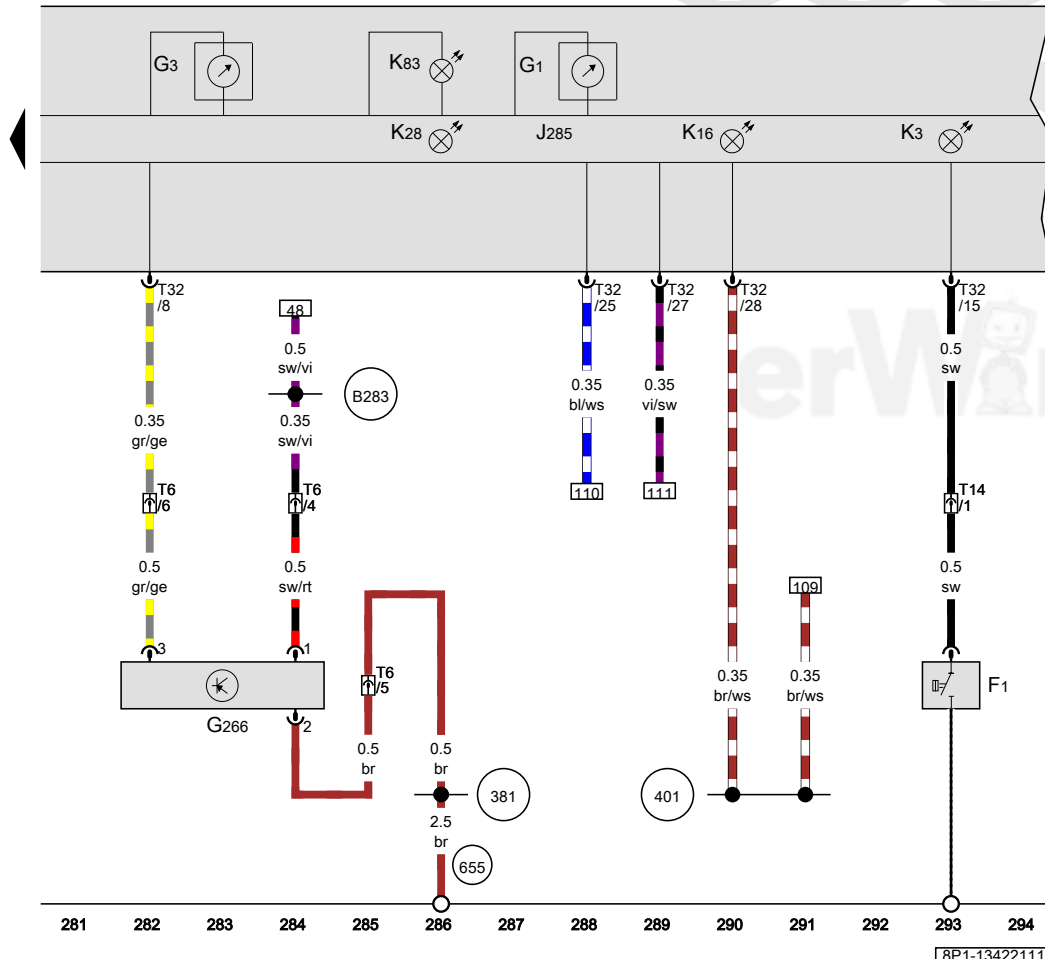 G3
K83
G1
K28
J285
K16
K3
T32
/8
T32
/25
T32
/27
T32
/28
T32
/15
48
0.5
sw/vi
B283
0.35
sw/vi
0.35
gr/ge
0.35
bl/ws
0.35
vi/sw
0.5
sw
T6
/6
T6
/4
110
111
T14
/1
0.5
gr/ge
0.5
sw/rt
109
0.5
sw
3
1
T6
/5
0.35
br/ws
0.35
br/ws
F1
G266
2
0.5
br
0.5
br
381
401
2.5
br
655
281 282 283 284 285 286 287 288 289 290 291 292 293 294
8P1-13422111
erW